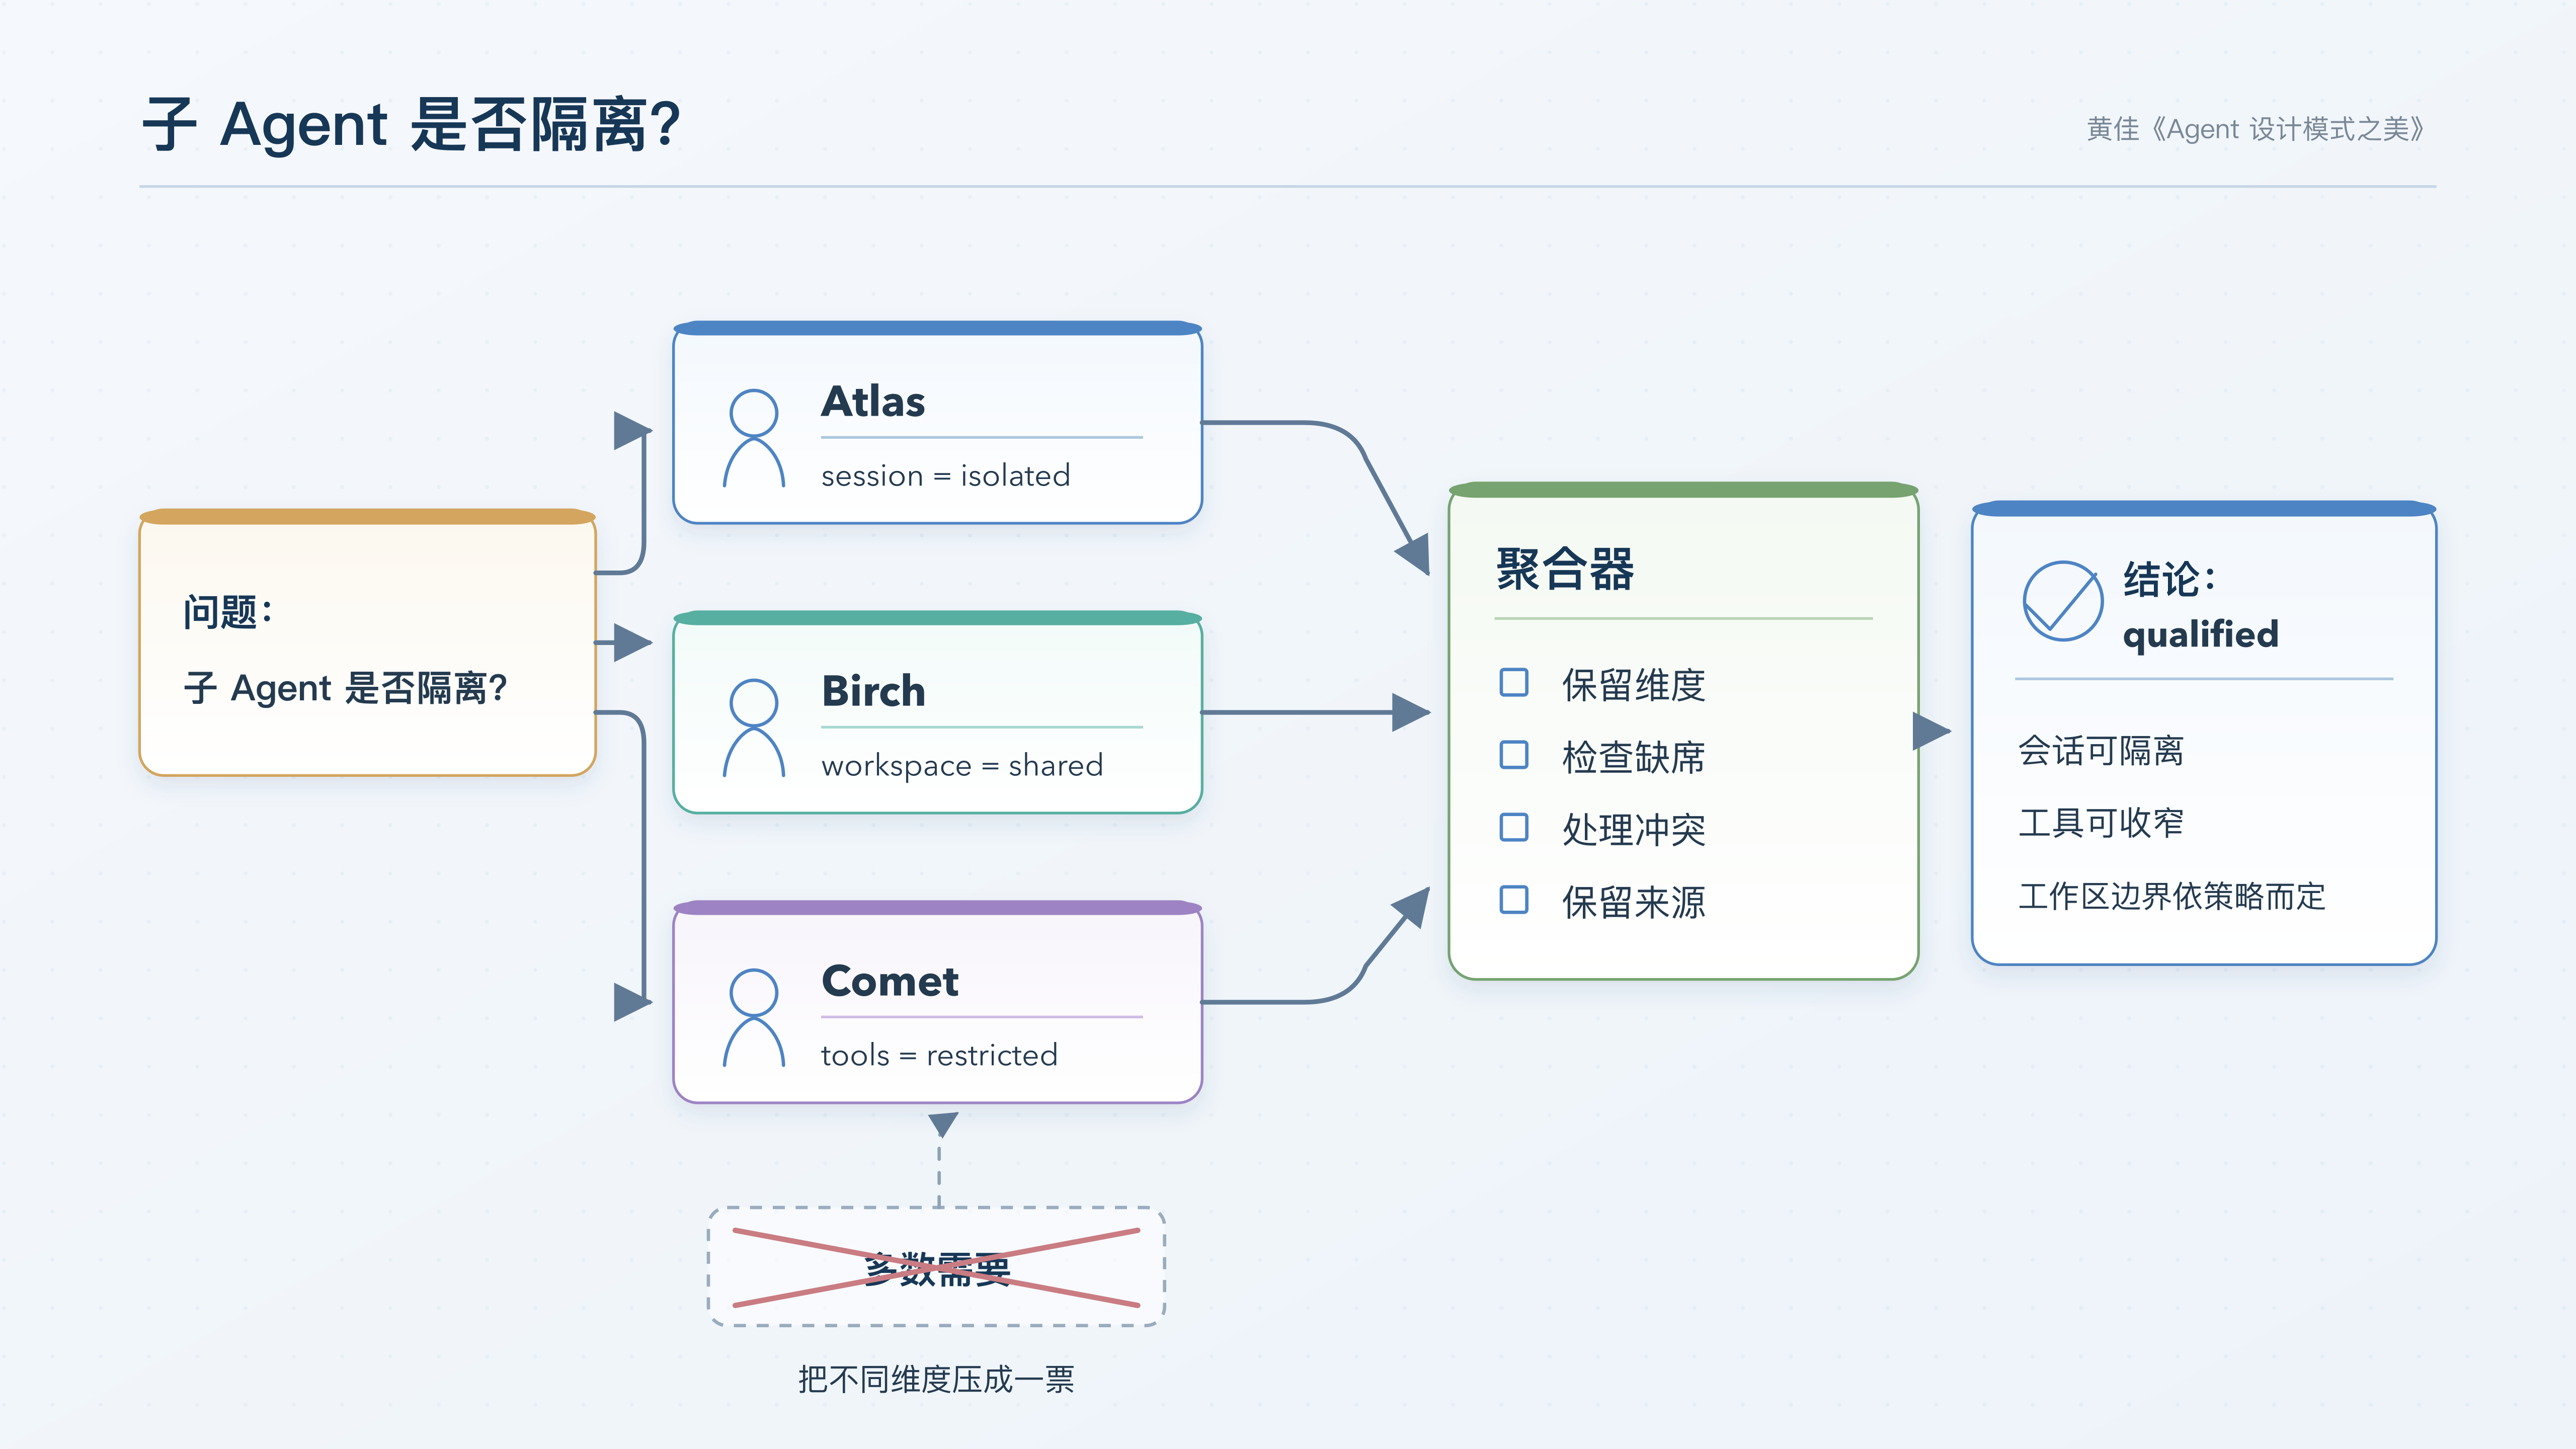 子 Agent 是否隔离？
黄佳《Agent 设计模式之美》
问题：
子 Agent 是否隔离？
Atlas
session = isolated
Birch
workspace = shared
Comet
tools = restricted
多数需要
把不同维度压成一票
聚合器
保留维度
检查缺席
处理冲突
保留来源
结论：
qualified
会话可隔离
工具可收窄
工作区边界依策略而定